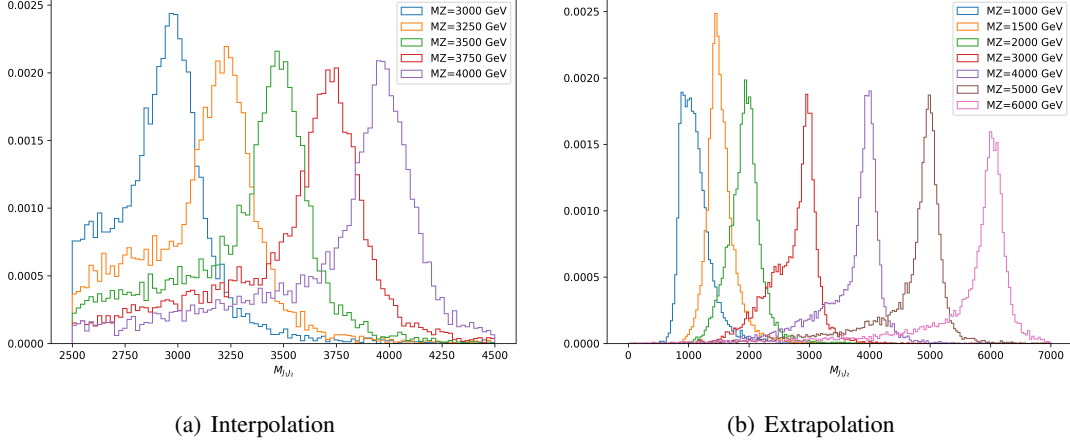 0.0025
0.0020
0.0015
0.0010
0.0005
0.0000
MZ=3000 GeV
MZ=3250 GeV
MZ=3500 GeV
MZ=3750 GeV
MZ=4000 GeV
2500 2750 3000 3250 3500 3750 4000 4250 4500
M_{J_1J_2}
(a) Interpolation
0.0025
0.0020
0.0015
0.0010
0.0005
0.0000
MZ=1000 GeV
MZ=1500 GeV
MZ=2000 GeV
MZ=3000 GeV
MZ=4000 GeV
MZ=5000 GeV
MZ=6000 GeV
0 1000 2000 3000 4000 5000 6000 7000
M_{J_1J_2}
(b) Extrapolation